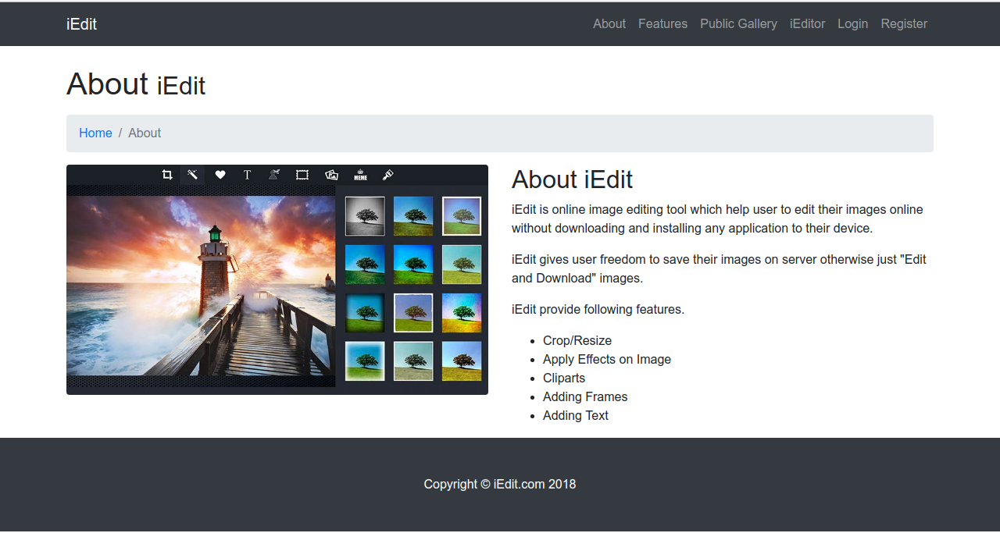 iEdit
About Features Public Gallery iEditor Login Register
About iEdit
Home / About
T
MEME
About iEdit
iEdit is online image editing tool which help user to edit their images online
without downloading and installing any application to their device.
iEdit gives user freedom to save their images on server otherwise just "Edit
and Download" images.
iEdit provide following features.
• Crop/Resize
• Apply Effects on Image
• Cliparts
• Adding Frames
• Adding Text
Copyright © iEdit.com 2018